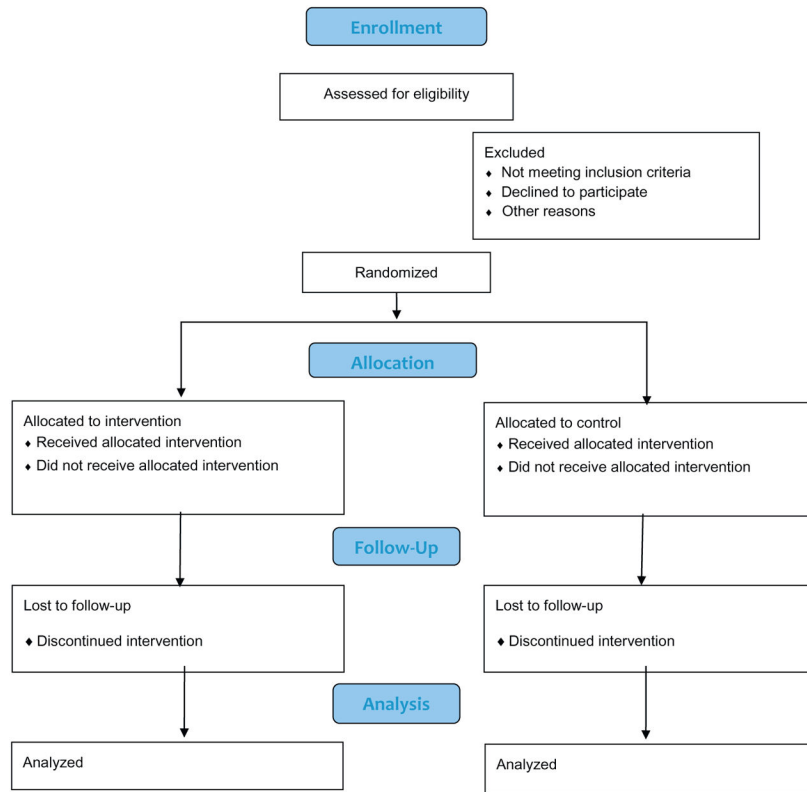 Enrollment
Assessed for eligibility
Excluded
♦ Not meeting inclusion criteria
♦ Declined to participate
♦ Other reasons
Randomized
Allocation
Allocated to intervention
♦ Received allocated intervention
♦ Did not receive allocated intervention
Allocated to control
♦ Received allocated intervention
♦ Did not receive allocated intervention
Follow-Up
Lost to follow-up
♦ Discontinued intervention
Lost to follow-up
♦ Discontinued intervention
Analysis
Analyzed
Analyzed